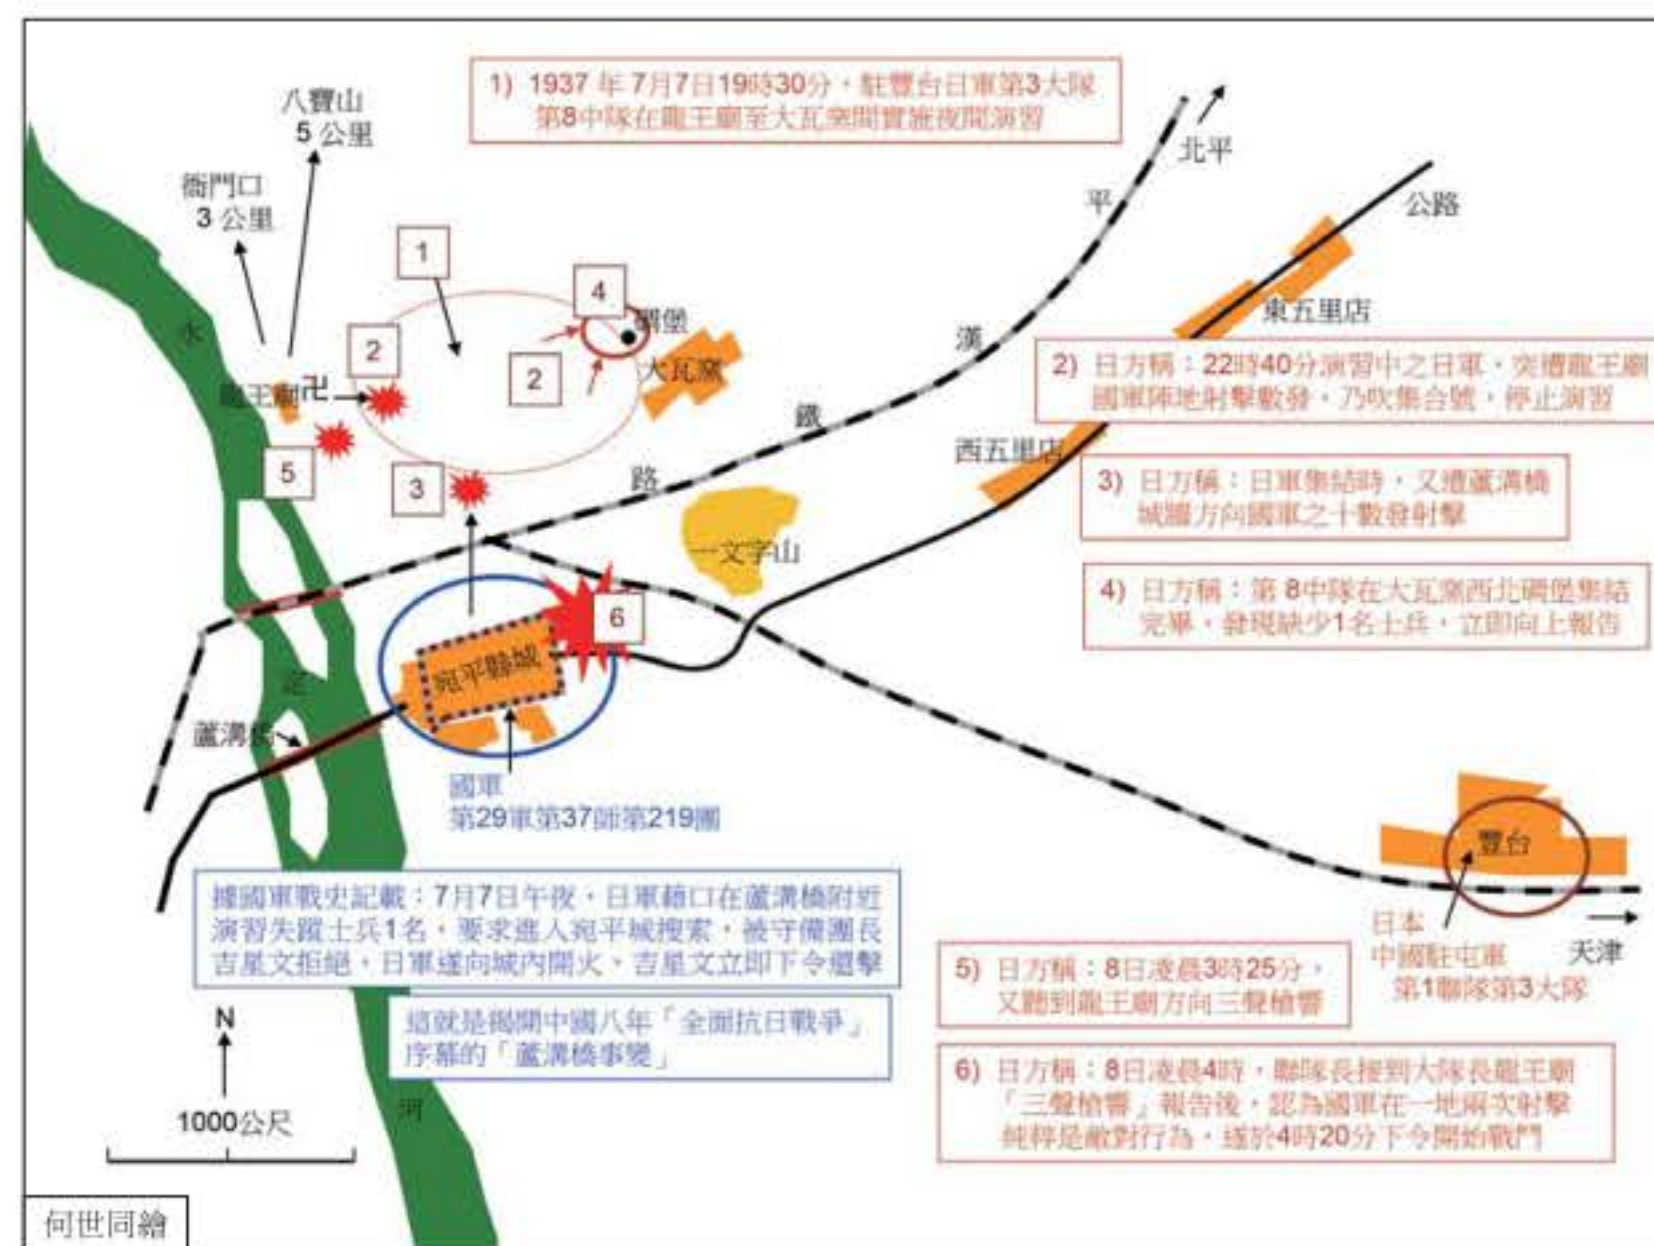 1) 1937 年 7月7日19時30分，駐豐台日軍第3大隊
第8中隊在龍王廟至大瓦窯間實施夜間演習
八寶山
5 公里
衙門口
3 公里
北平
公路
平
漢
鐵
路
1
2
4
碉堡
2
大瓦窯
龍王廟
卍
5
3
永
定
河
東五里店
西五里店
一文字山
2) 日方稱：22時40分演習中之日軍，突遭龍王廟
國軍陣地射擊數發，乃吹集合號，停止演習
3) 日方稱：日軍集結時，又遭蘆溝橋
城牆方向國軍之十數發射擊
4) 日方稱：第 8中隊在大瓦窯西北碉堡集結
完畢，發現缺少1名士兵，立即向上報告
6
宛平縣城
蘆溝橋
國軍
第29軍第37師第219團
豐台
日本
中國駐屯軍
第1聯隊第3大隊
天津
據國軍戰史記載：7月7日午夜，日軍藉口在蘆溝橋附近
演習失蹤士兵1名，要求進入宛平城搜索，被守備團長
吉星文拒絕，日軍遂向城內開火、吉星文立即下令還擊
這就是揭開中國八年「全面抗日戰爭」
序幕的「蘆溝橋事變」
5) 日方稱：8日凌晨3時25分，
又聽到龍王廟方向三聲槍響
6) 日方稱：8日凌晨4時，聯隊長接到大隊長龍王廟
「三聲槍響」報告後，認為國軍在一地兩次射擊
純粹是敵對行為，遂於4時20分下令開始戰鬥
N
1000公尺
何世同繪